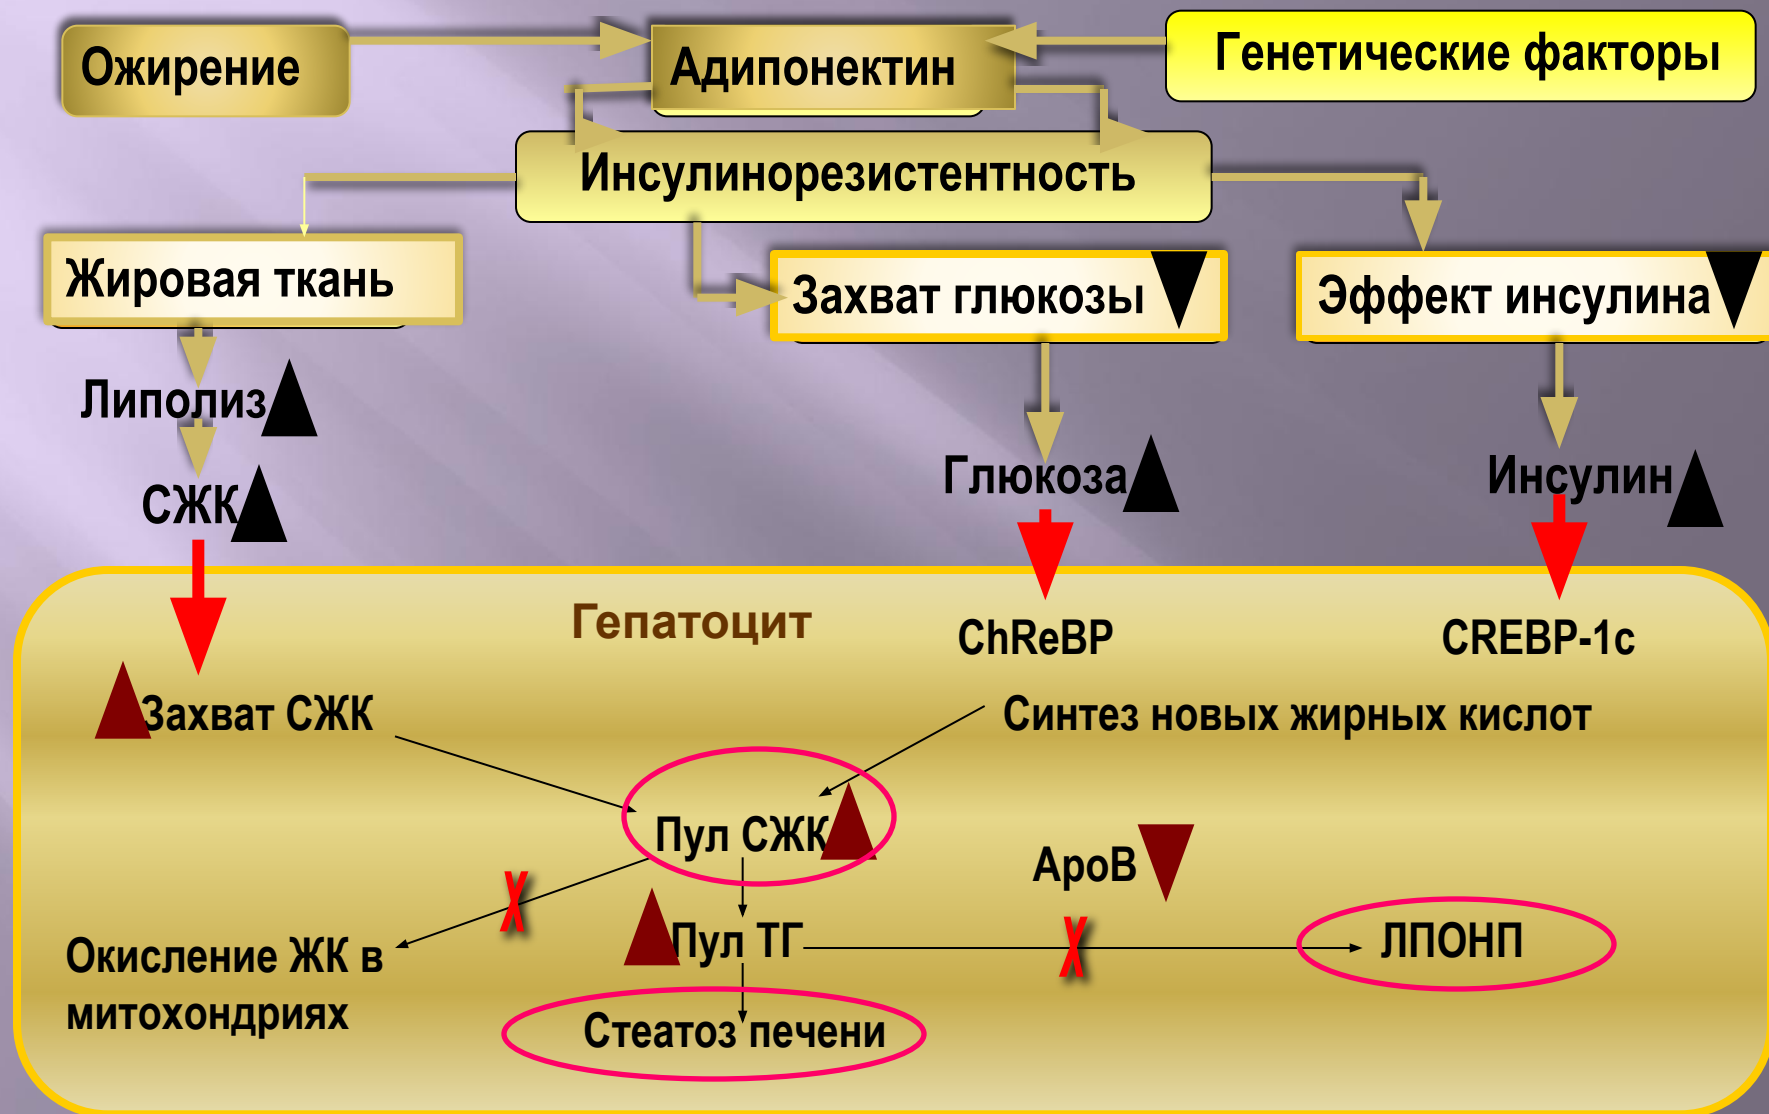 Ожирение
Адипонектин
Генетические факторы
Инсулинорезистентность
Жировая ткань
Захват глюкозы
Эффект инсулина
Липолиз
СЖК
Глюкоза
Инсулин
Гепатоцит
ChReBP
CREBP-1c
Захват СЖК
Синтез новых жирных кислот
Пул СЖК
АpоВ
Окисление ЖК в
митохондриях
Пул ТГ
ЛПОНП
Стеатоз печени